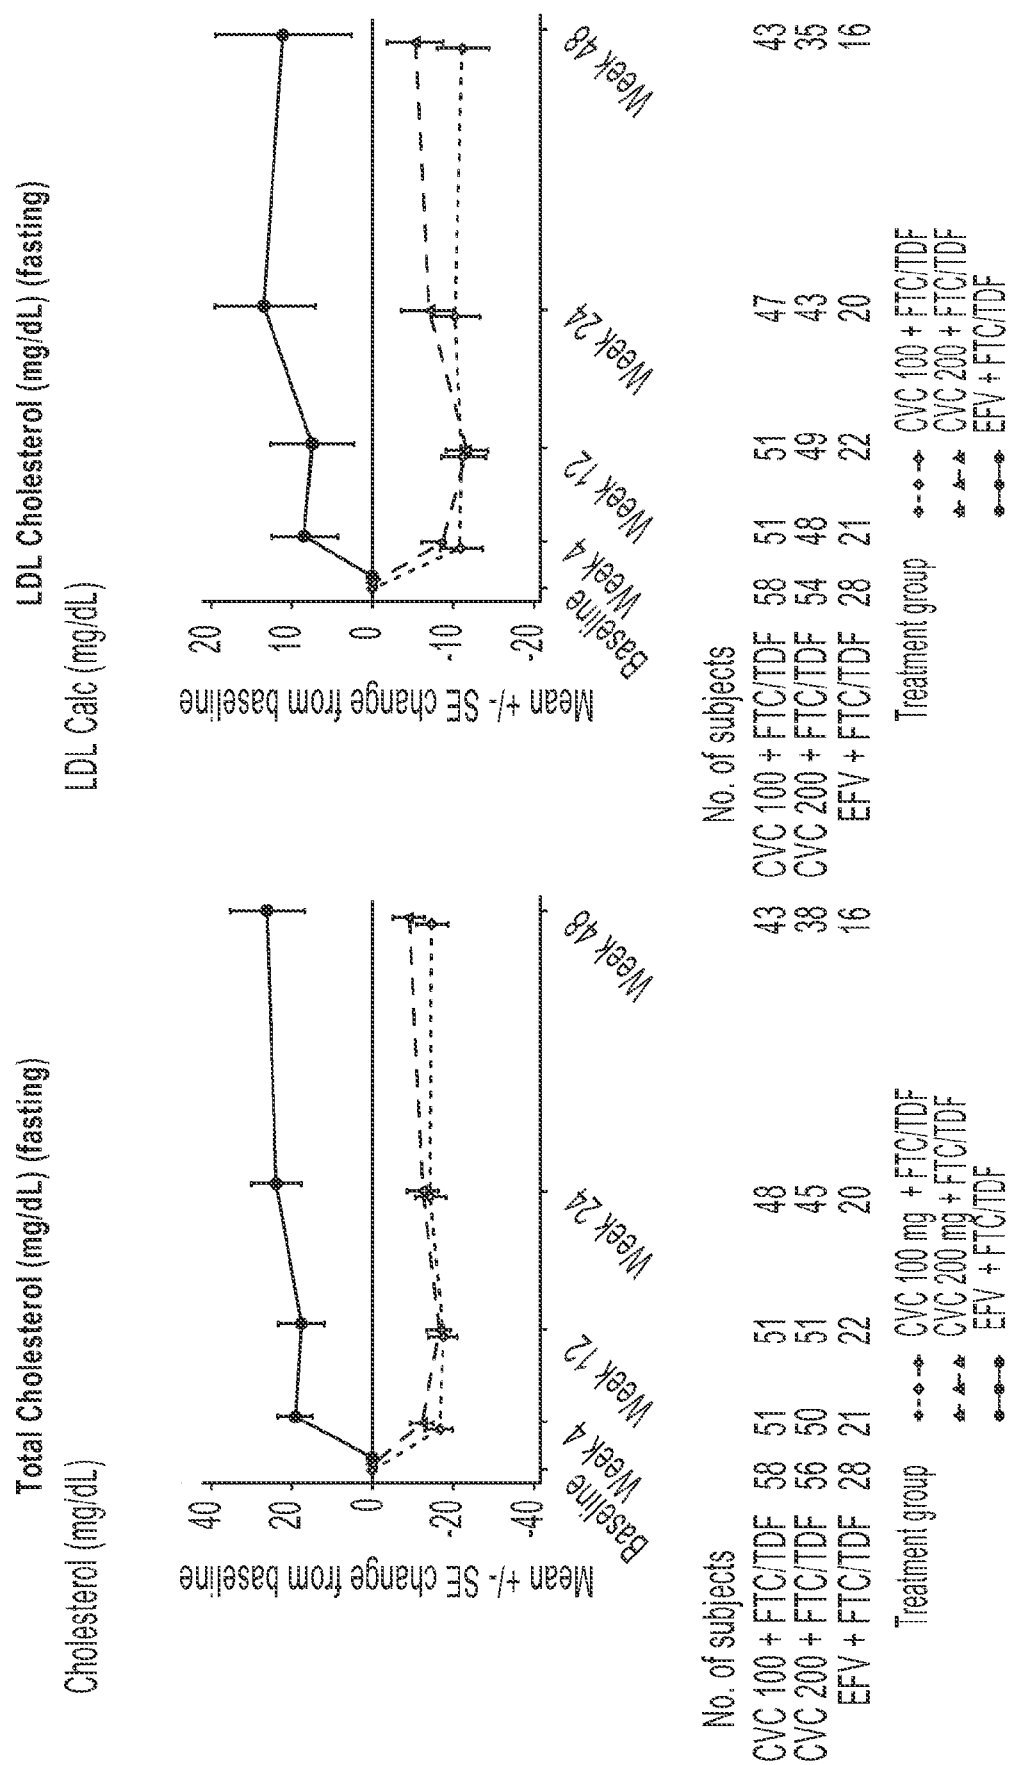 Total Cholesterol (mg/dL) (fasting)
Cholesterol (mg/dL)
Mean +/- SE change from baseline
40
20
0
-20
-40
Baseline
Week 4
Week 12
Week 24
Week 48
No. of subjects
CVC 100 + FTC/TDF 58 51 51 48 43
CVC 200 + FTC/TDF 56 50 51 45 38
EFV + FTC/TDF 28 21 22 20 16
Treatment group
CVC 100 mg + FTC/TDF
CVC 200 mg + FTC/TDF
EFV + FTC/TDF
LDL Cholesterol (mg/dL) (fasting)
LDL Calc (mg/dL)
Mean +/- SE change from baseline
20
10
0
-10
-20
Baseline
Week 4
Week 12
Week 24
Week 48
No. of subjects
CVC 100 + FTC/TDF 58 51 51 47 43
CVC 200 + FTC/TDF 54 48 49 43 35
EFV + FTC/TDF 28 21 22 20 16
Treatment group
CVC 100 + FTC/TDF
CVC 200 + FTC/TDF
EFV + FTC/TDF